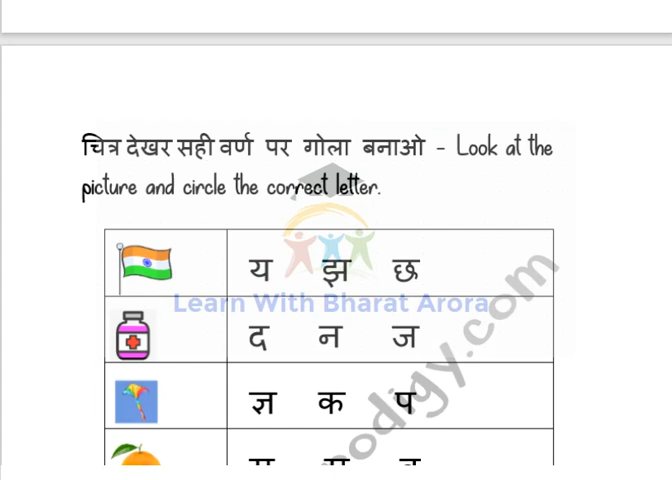 चित्र देखर सही वर्ण पर गोला बनाओ - Look at the
picture and circle the correct letter.
य झ छ
Learn With Bharat Arora
द न ज
ज्ञ क प